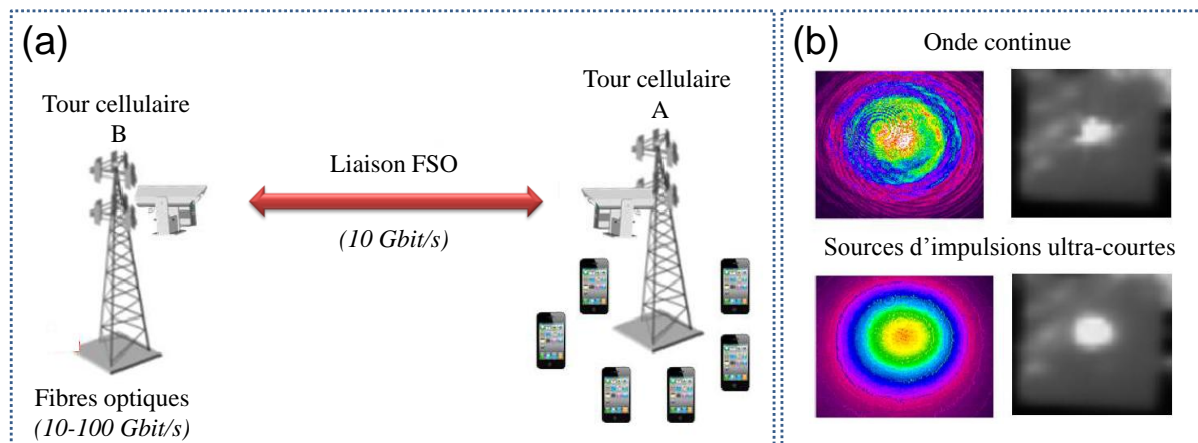 (a)
Tour cellulaire
B
Tour cellulaire
A
Liaison FSO
(10 Gbit/s)
Fibres optiques
(10-100 Gbit/s)
(b)
Onde continue
Sources d'impulsions ultra-courtes